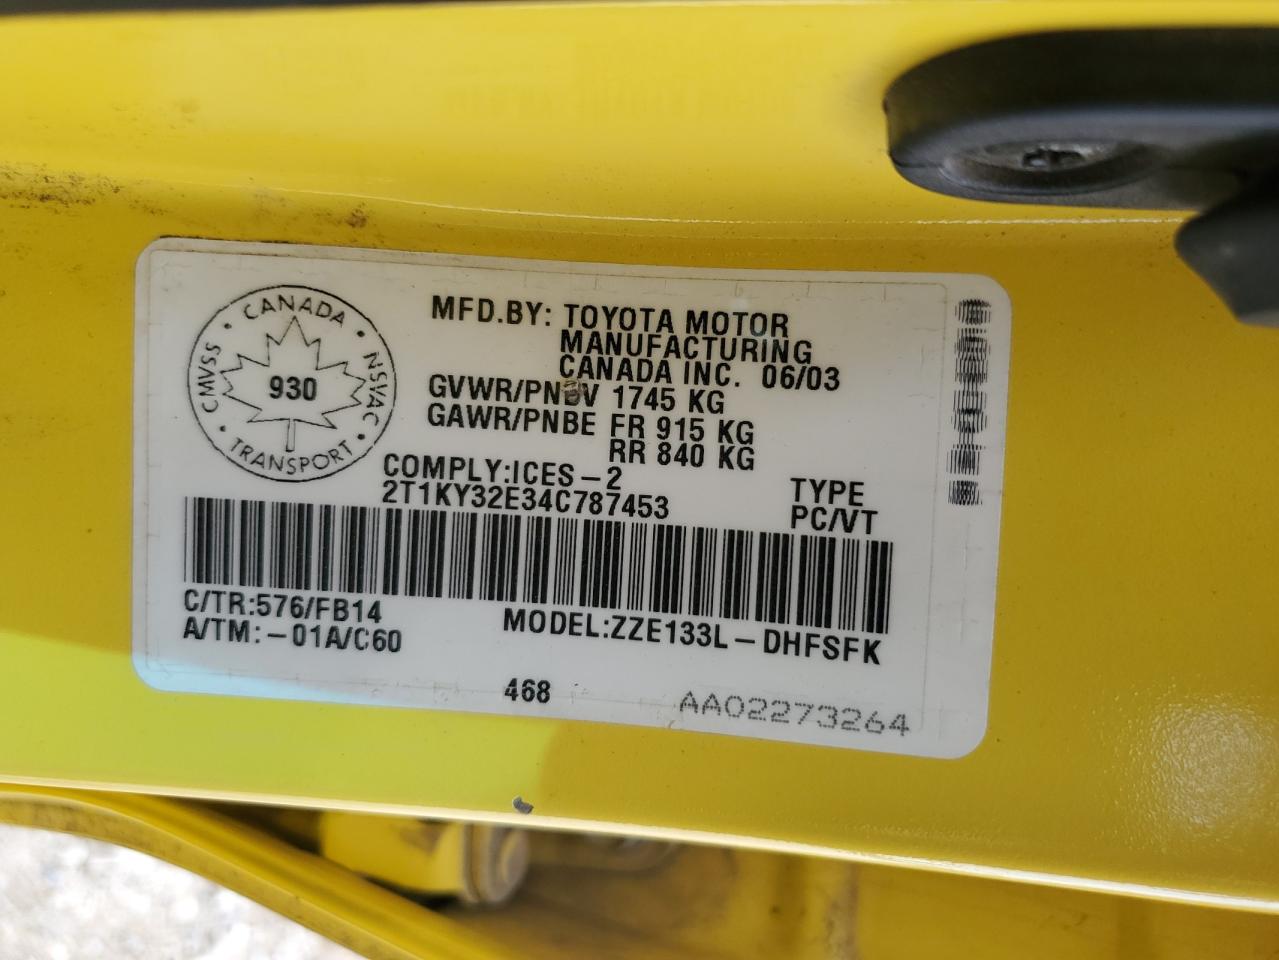 CANADA
CMVSS · NSVAC
930
TRANSPORT
MFD.BY: TOYOTA MOTOR
MANUFACTURING
CANADA INC. 06/03
GVWR/PNBV 1745 KG
GAWR/PNBE FR 915 KG
RR 840 KG
COMPLY:ICES-2
2T1KY32E34C787453
TYPE
PC/VT
C/TR:576/FB14
A/TM:-01A/C60
MODEL:ZZE133L-DHFSFK
468
AA02273264